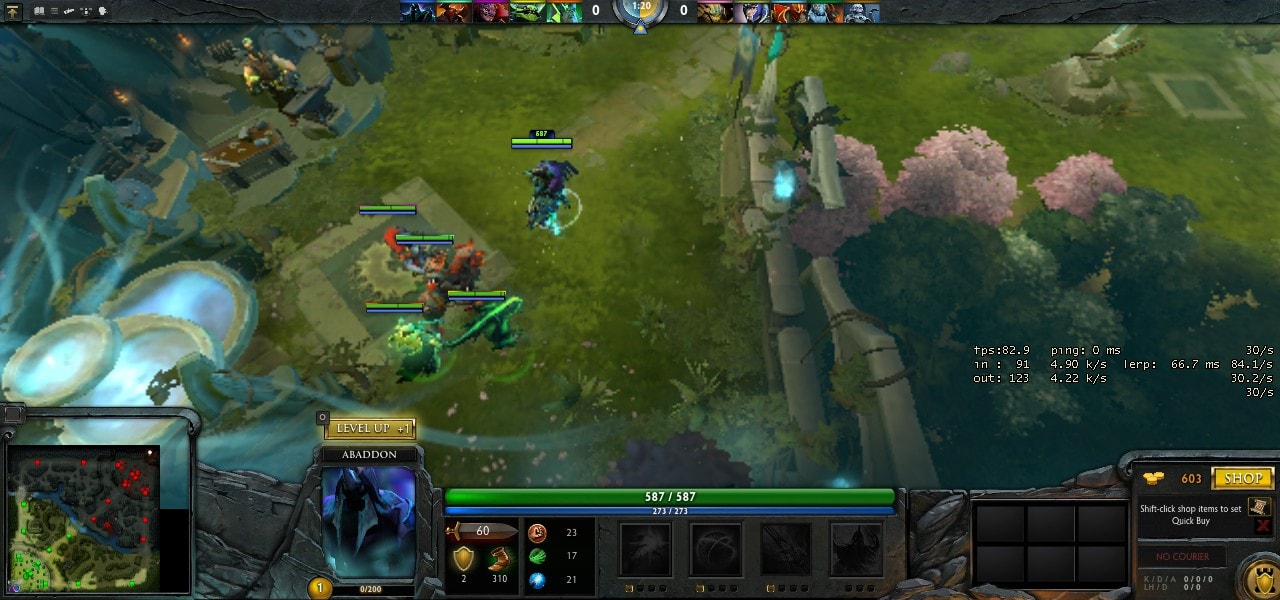 0 1:20 0
687
fps:82.9 ping: 0 ms 30/s
in : 91 4.90 k/s lerp: 66.7 ms 84.1/s
out: 123 4.22 k/s 30.2/s
30/s
LEVEL UP +1
ABADDON
587 / 587
273 / 273
603 SHOP
Shift-click shop items to set
Quick Buy
60 23
17
2 310 21
NO COURIER
K / D / A 0/0/0
LH / D 0/0
1 0/200